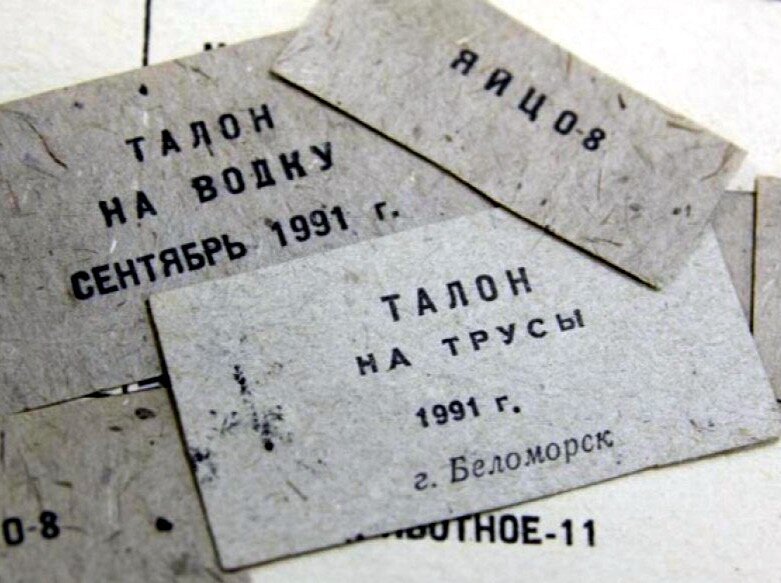 ЯЙЦО-8
ТАЛОН
НА ВОДКУ
СЕНТЯБРЬ 1991 г.
ТАЛОН
НА ТРУСЫ
1991 г.
г. Беломорск
О-8
ОТНОЕ-11